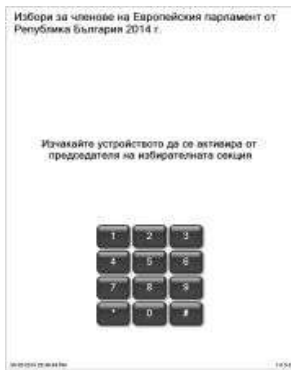 Избори за членове на Европейския парламент от
Република България 2014 г.
Изчакайте устройството да се активира от
председателя на избирателната секция
1 2 3
4 5 6
7 8 9
* 0 #